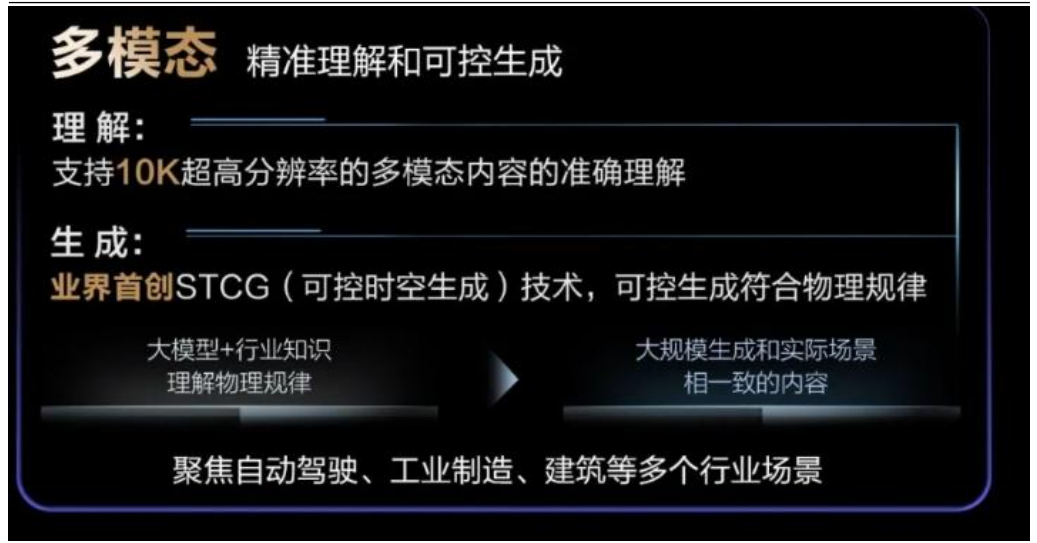 多模态 精准理解和可控生成
理 解：
支持10K超高分辨率的多模态内容的准确理解
生 成：
业界首创STCG（可控时空生成）技术，可控生成符合物理规律
大模型+行业知识
理解物理规律
大规模生成和实际场景
相一致的内容
聚焦自动驾驶、工业制造、建筑等多个行业场景